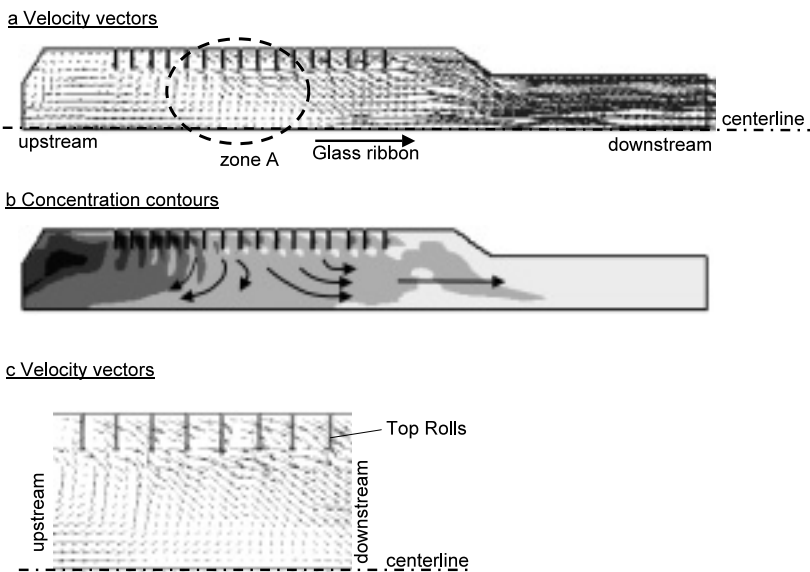 a Velocity vectors
centerline
upstream
zone A
Glass ribbon
downstream
b Concentration contours
c Velocity vectors
Top Rolls
upstream
downstream
centerline